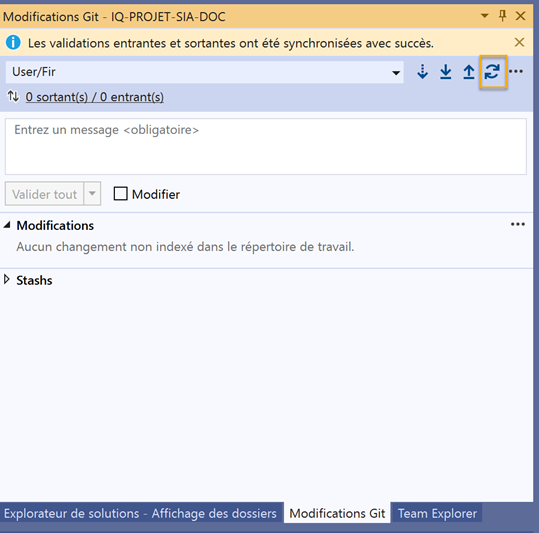 Modifications Git - IQ-PROJET-SIA-DOC
Les validations entrantes et sortantes ont été synchronisées avec succès.
User/Fir
0 sortant(s) / 0 entrant(s)
Entrez un message <obligatoire>
Valider tout
Modifier
Modifications
Aucun changement non indexé dans le répertoire de travail.
Stashs
Explorateur de solutions - Affichage des dossiers
Modifications Git
Team Explorer